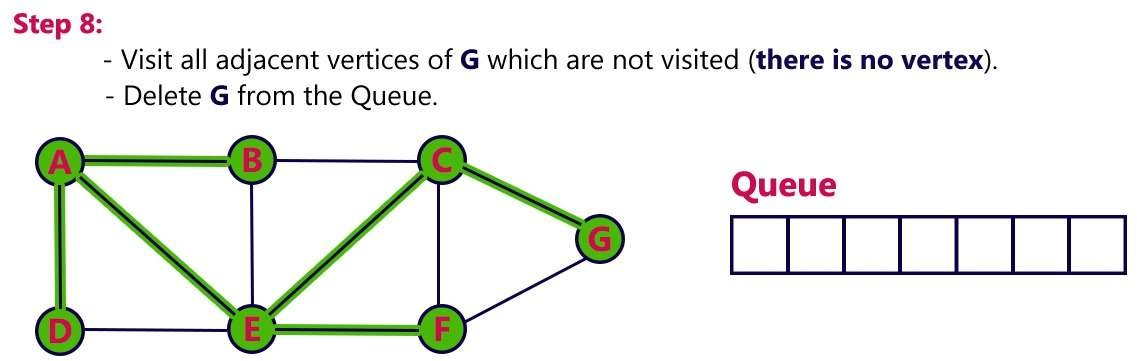 Step 8:
- Visit all adjacent vertices of G which are not visited (there is no vertex).
- Delete G from the Queue.
A B C
Queue
G
D E F